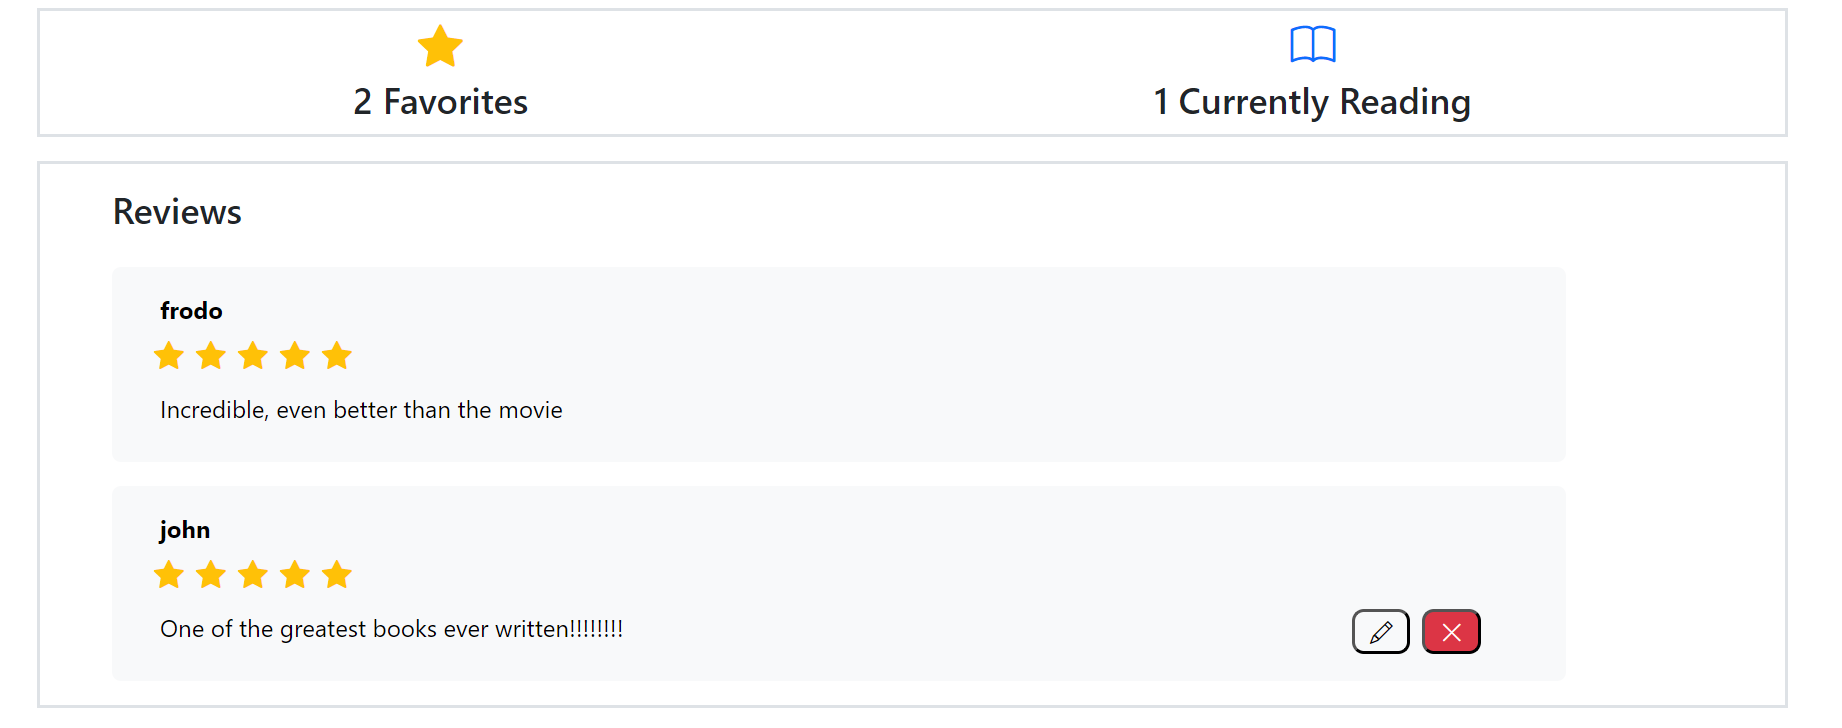 2 Favorites
1 Currently Reading
Reviews
frodo
Incredible, even better than the movie
john
One of the greatest books ever written!!!!!!!!